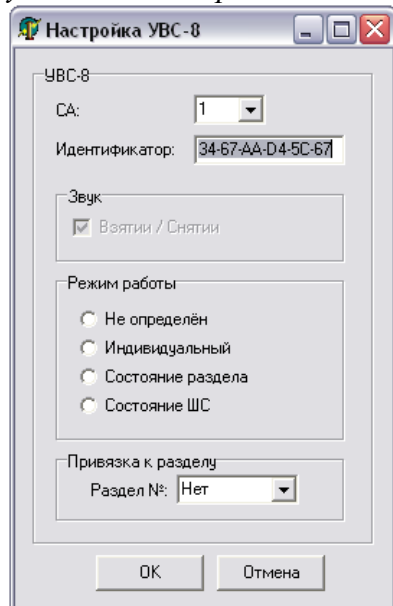 Настройка УВС-8
УВС-8
СА: 1
Идентификатор: 34-67-AA-D4-5C-67
Звук
Взятии / Снятии
Режим работы
Не определён
Индивидуальный
Состояние раздела
Состояние ШС
Привязка к разделу
Раздел №: Нет
OK Отмена